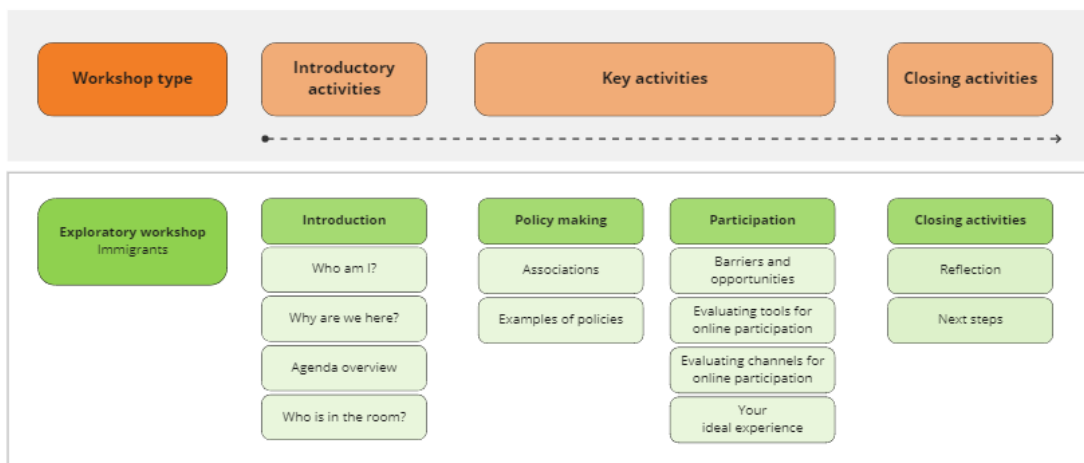 Workshop type
Introductory
activities
Key activities
Closing activities
Exploratory workshop
Immigrants
Introduction
Who am I?
Why are we here?
Agenda overview
Who is in the room?
Policy making
Associations
Examples of policies
Participation
Barriers and
opportunities
Evaluating tools for
online participation
Evaluating channels for
online participation
Your
ideal experience
Closing activities
Reflection
Next steps